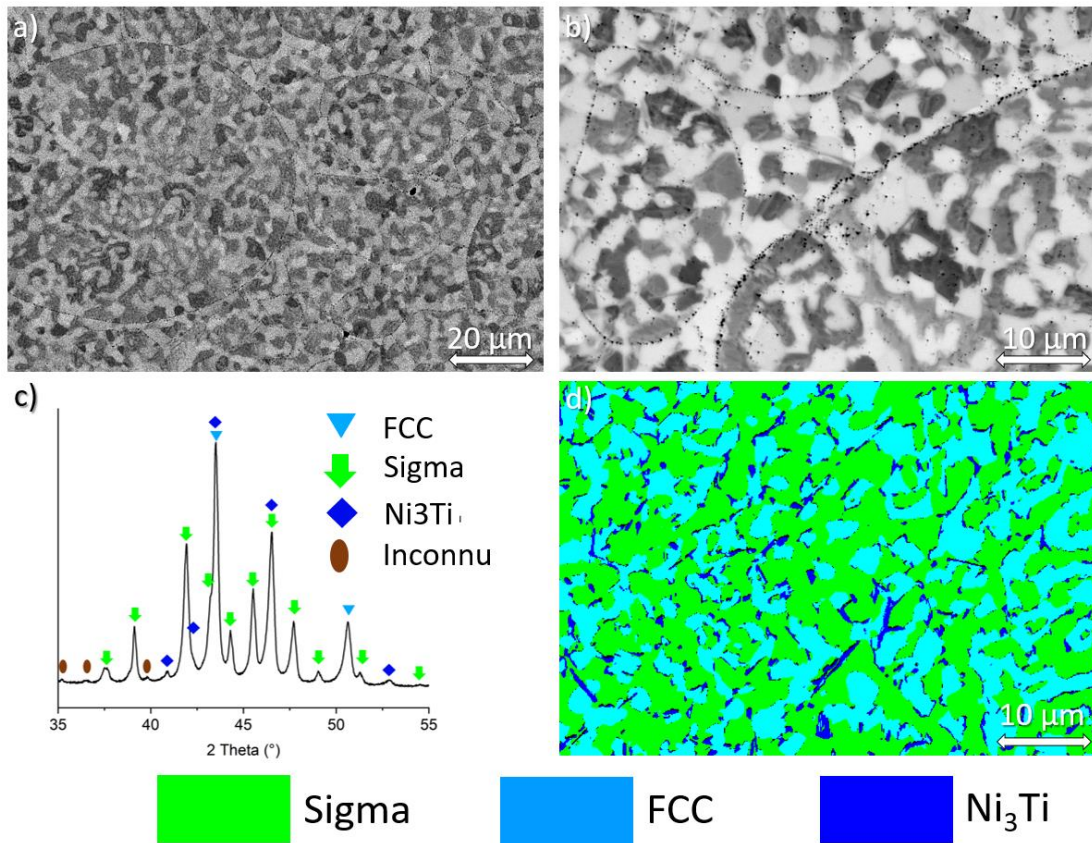 a)
20 µm
b)
10 µm
c)
FCC
Sigma
Ni3Ti
Inconnu
35 40 45 50 55
2 Theta (°)
d)
10 µm
Sigma
FCC
Ni₃Ti